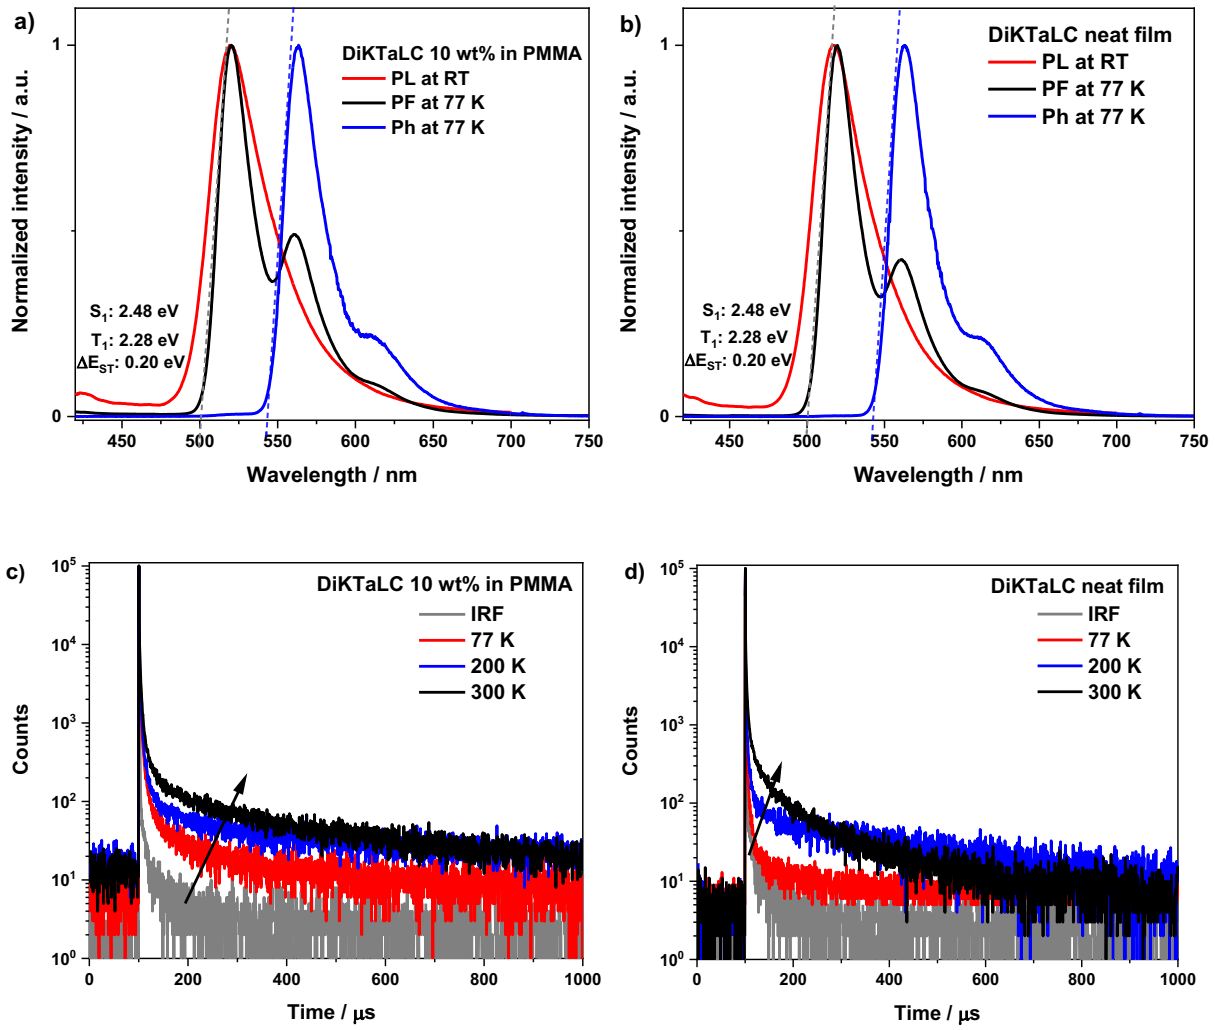 a)
DiKTaLC 10 wt% in PMMA
PL at RT
PF at 77 K
Ph at 77 K
S1: 2.48 eV
T1: 2.28 eV
ΔEST: 0.20 eV
Normalized intensity / a.u.
1
0
450 500 550 600 650 700 750
Wavelength / nm
b)
DiKTaLC neat film
PL at RT
PF at 77 K
Ph at 77 K
S1: 2.48 eV
T1: 2.28 eV
ΔEST: 0.20 eV
Normalized intensity / a.u.
1
0
450 500 550 600 650 700 750
Wavelength / nm
c)
DiKTaLC 10 wt% in PMMA
IRF
77 K
200 K
300 K
Counts
10^5
10^4
10^3
10^2
10^1
10^0
0 200 400 600 800 1000
Time / μs
d)
DiKTaLC neat film
IRF
77 K
200 K
300 K
Counts
10^5
10^4
10^3
10^2
10^1
10^0
0 200 400 600 800 1000
Time / μs